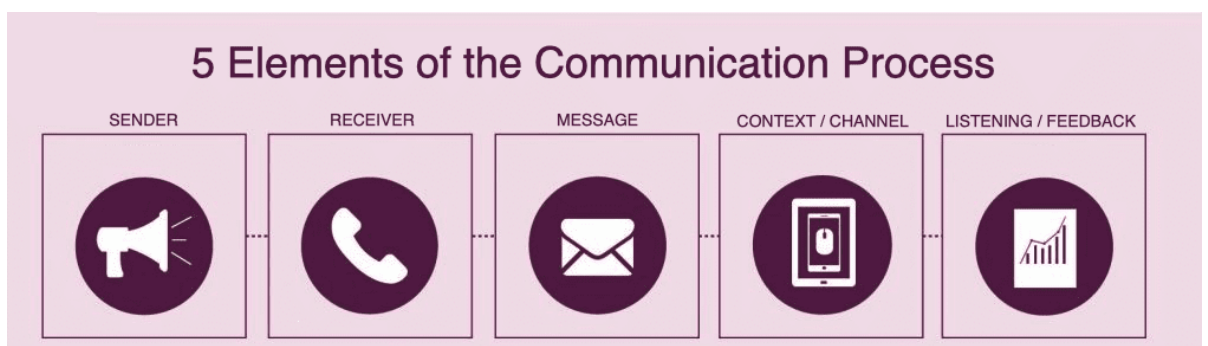 5 Elements of the Communication Process
SENDER
RECEIVER
MESSAGE
CONTEXT / CHANNEL
LISTENING / FEEDBACK